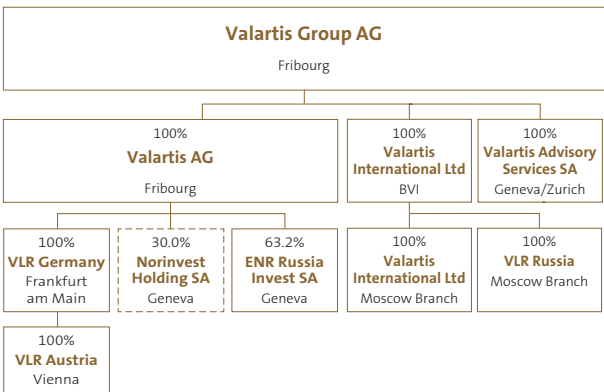 Valartis Group AG
Fribourg
100%
Valartis AG
Fribourg
100%
Valartis
International Ltd
BVI
100%
Valartis Advisory
Services SA
Geneva/Zurich
100%
VLR Germany
Frankfurt
am Main
30.0%
Norinvest
Holding SA
Geneva
63.2%
ENR Russia
Invest SA
Geneva
100%
Valartis
International Ltd
Moscow Branch
100%
VLR Russia
Moscow Branch
100%
VLR Austria
Vienna